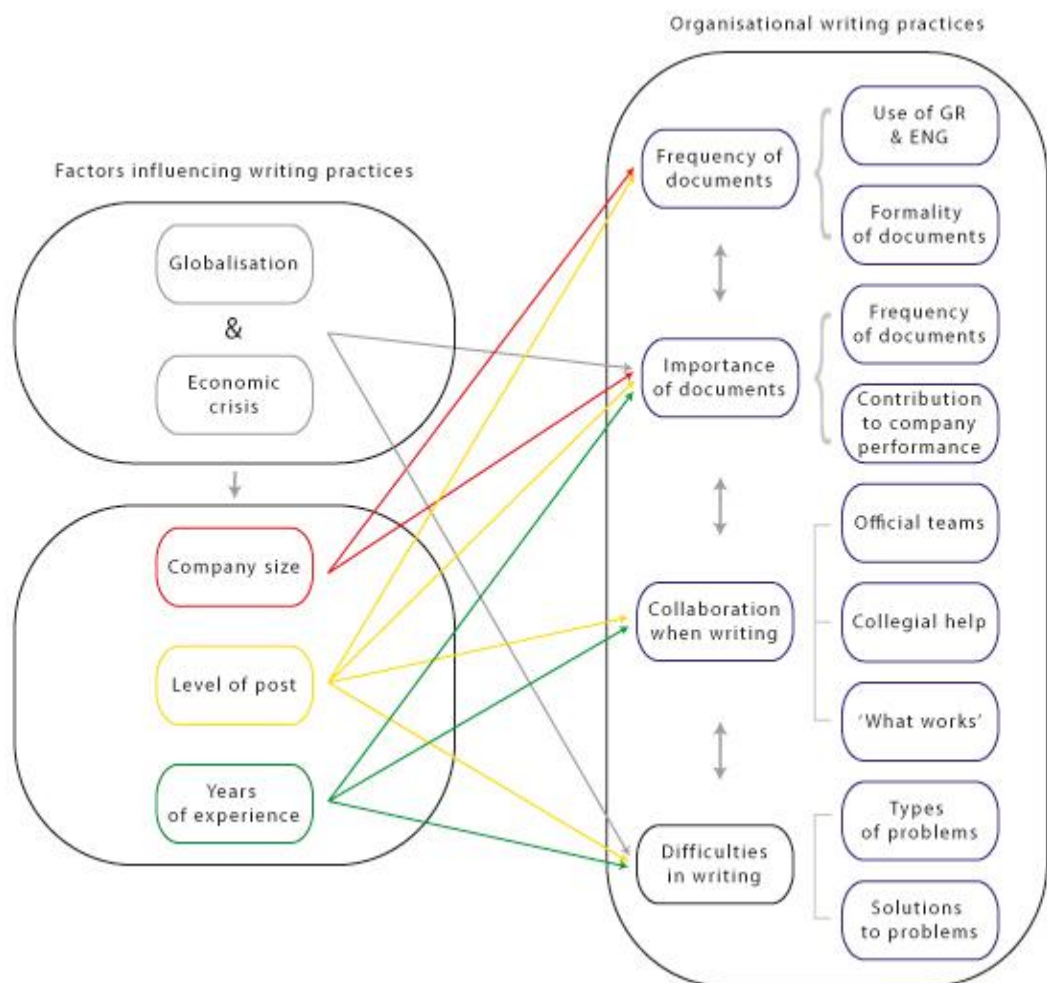 Organisational writing practices
Factors influencing writing practices
Globalisation
&
Economic
crisis
Company size
Level of post
Years
of experience
Frequency of
documents
Use of GR
& ENG
Formality
of documents
Importance
of documents
Frequency
of documents
Contribution
to company
performance
Collaboration
when writing
Official teams
Collegial help
‘What works’
Difficulties
in writing
Types
of problems
Solutions
to problems